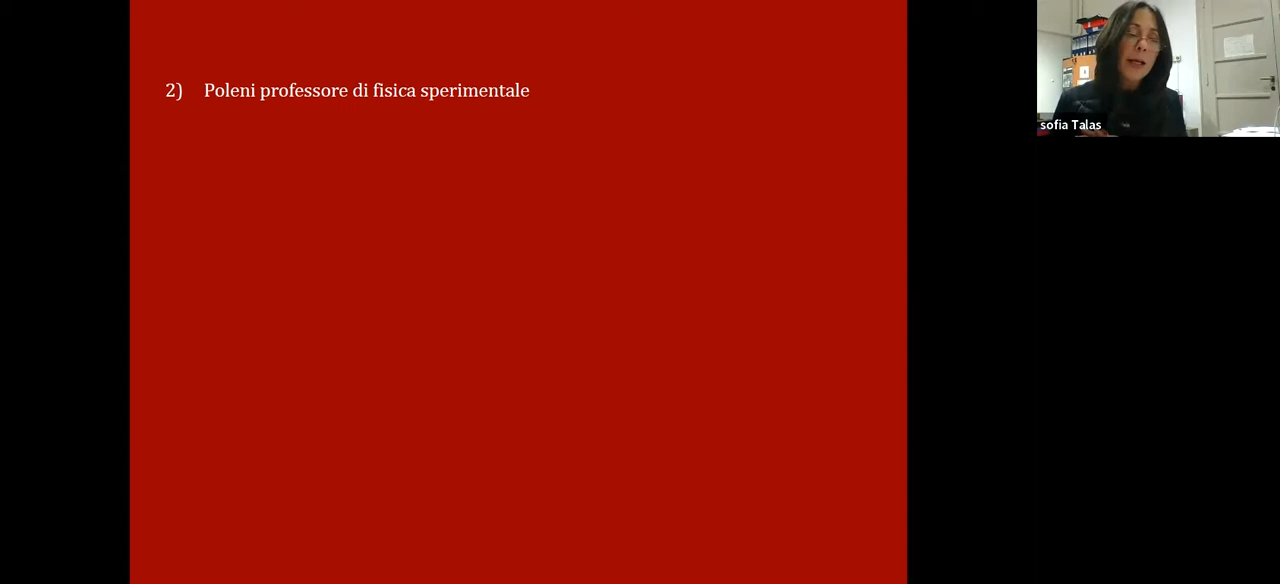 2) Poleni professore di fisica sperimentale
sofia Talas